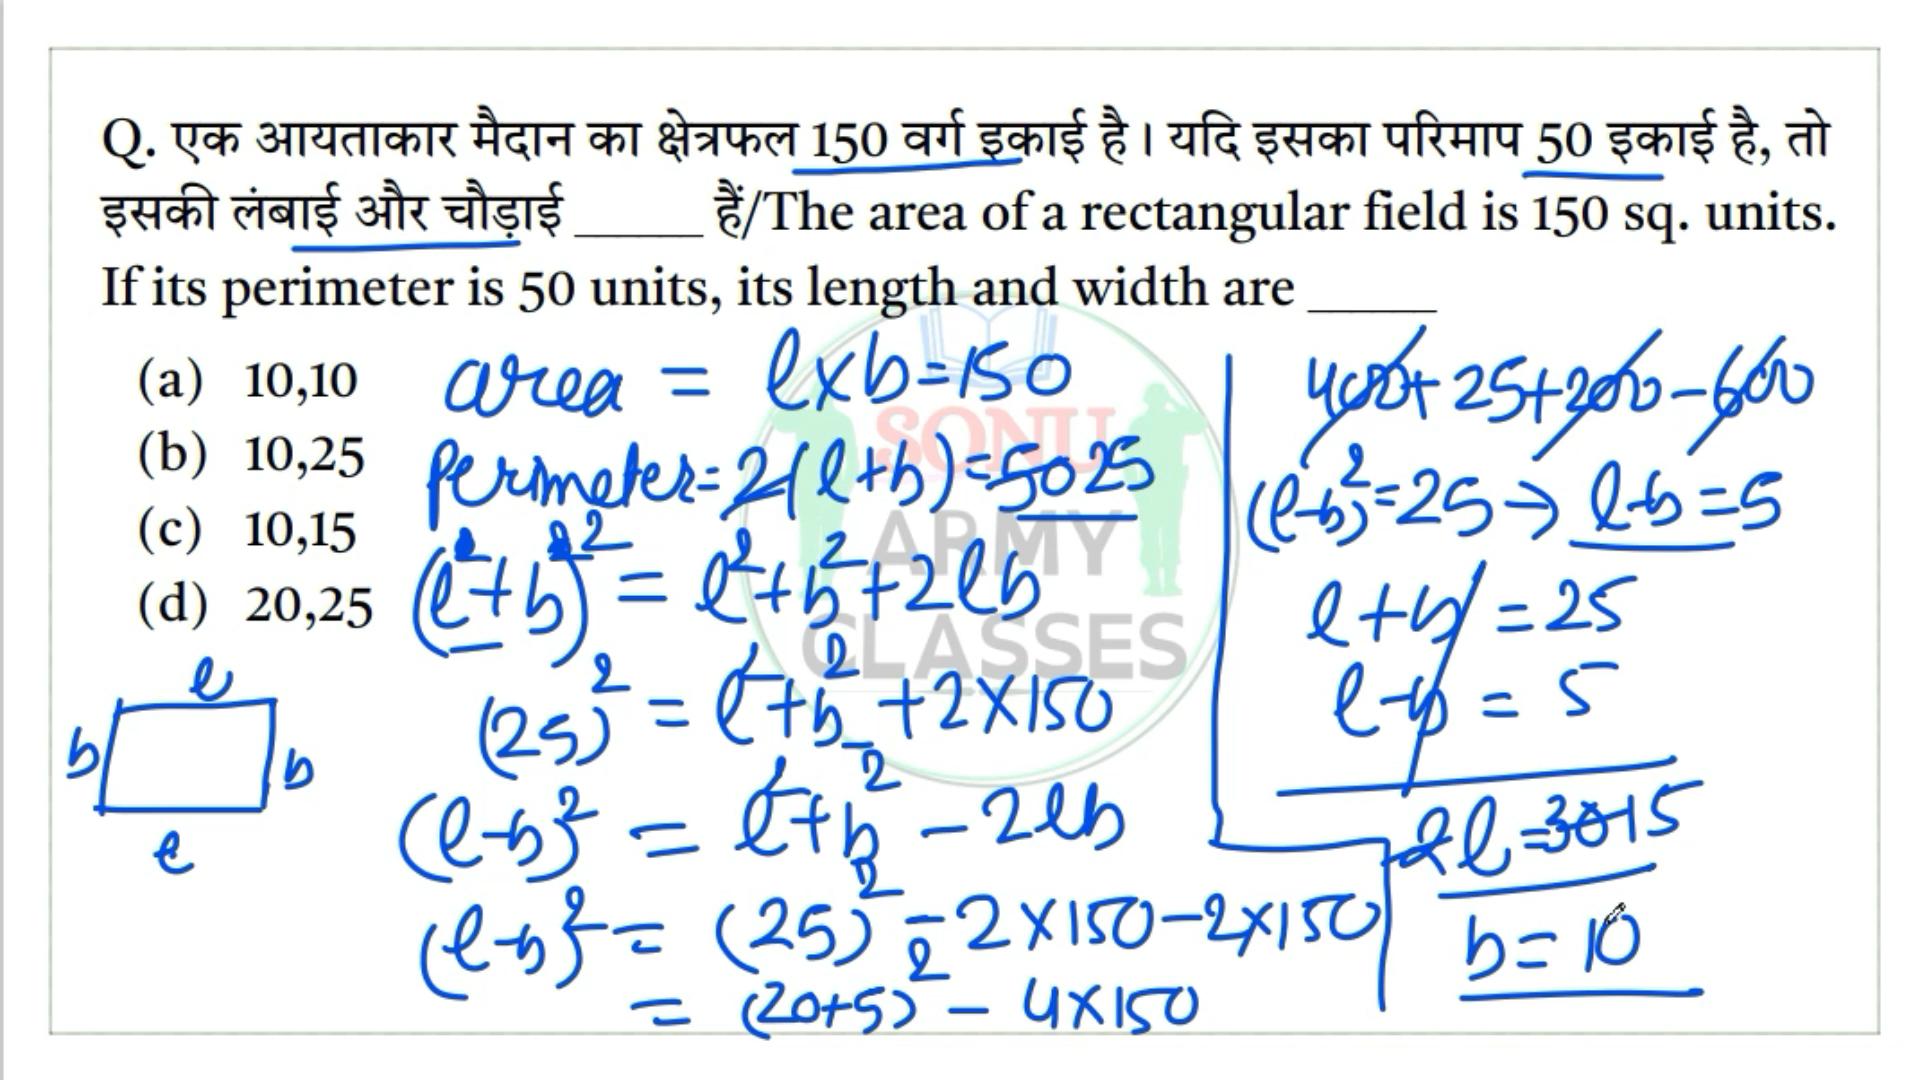 Q. एक आयताकार मैदान का क्षेत्रफल 150 वर्ग इकाई है। यदि इसका परिमाप 50 इकाई है, तो
इसकी लंबाई और चौड़ाई _____ हैं/The area of a rectangular field is 150 sq. units.
If its perimeter is 50 units, its length and width are _____
(a) 10,10
(b) 10,25
(c) 10,15
(d) 20,25
l
b
b
l
area = l×b=150
Perimeter=2(l+b)=50 25
(l²+b²)² = l²+b²+2lb
(25)² = l²+b²+2×150
(l-b)² = l²+b²-2lb
(l-b)² = (25)²-2×150-2×150
= (20+5)² - 4×150
400+25+200-600
(l-b)²=25→ l-b=5
l+b=25
l-b=5
2l=30 15
b=10
SONU
ARMY
CLASSES